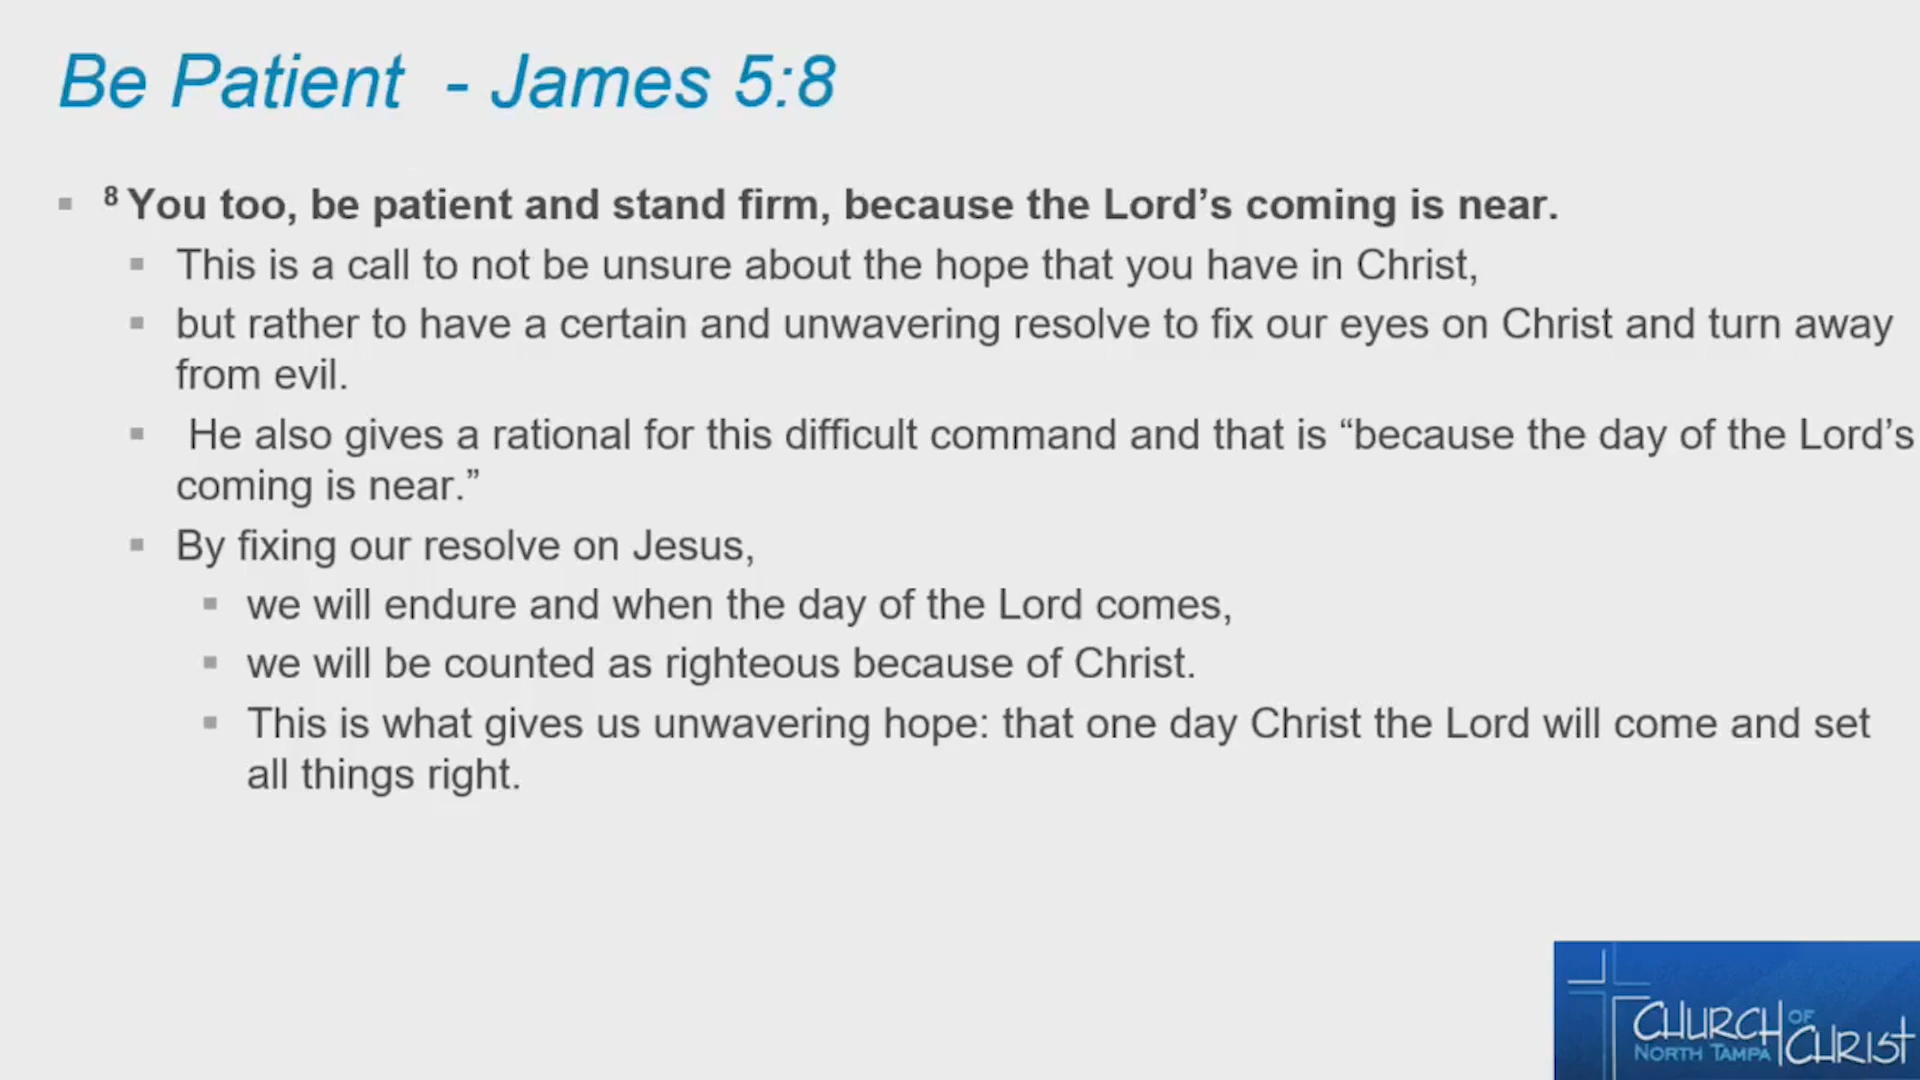 Be Patient - James 5:8
⁸ You too, be patient and stand firm, because the Lord’s coming is near.
This is a call to not be unsure about the hope that you have in Christ,
but rather to have a certain and unwavering resolve to fix our eyes on Christ and turn away
from evil.
He also gives a rational for this difficult command and that is “because the day of the Lord’s
coming is near.”
By fixing our resolve on Jesus,
we will endure and when the day of the Lord comes,
we will be counted as righteous because of Christ.
This is what gives us unwavering hope: that one day Christ the Lord will come and set
all things right.
CHURCH OF CHRIST
NORTH TAMPA